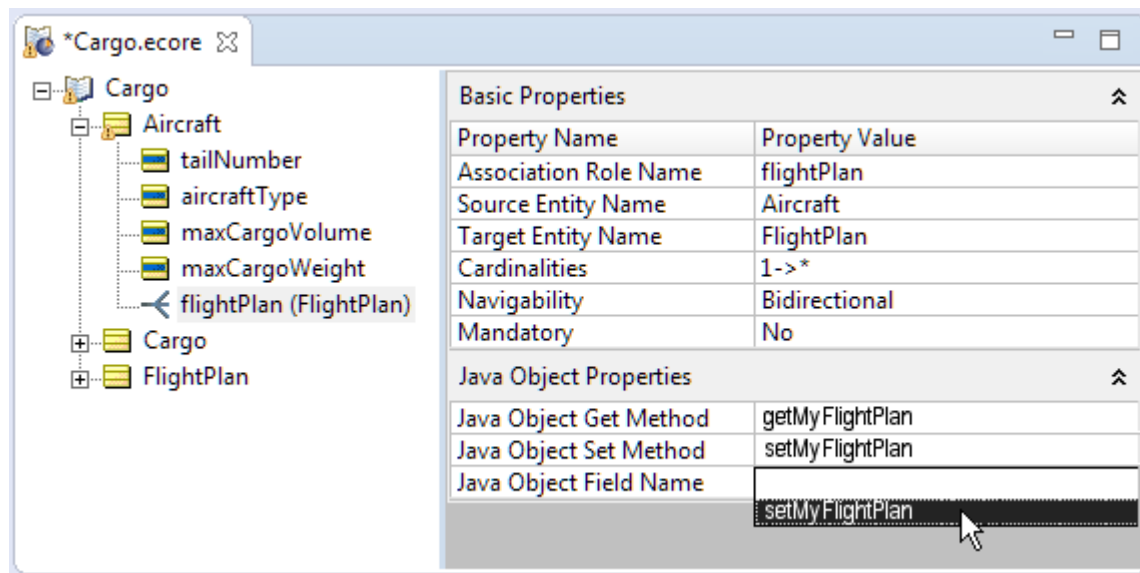 *Cargo.ecore
Cargo
Aircraft
tailNumber
aircraftType
maxCargoVolume
maxCargoWeight
flightPlan (FlightPlan)
Cargo
FlightPlan
Basic Properties
Property Name Property Value
Association Role Name flightPlan
Source Entity Name Aircraft
Target Entity Name FlightPlan
Cardinalities 1->*
Navigability Bidirectional
Mandatory No
Java Object Properties
Java Object Get Method getMyFlightPlan
Java Object Set Method setMyFlightPlan
Java Object Field Name
setMyFlightPlan